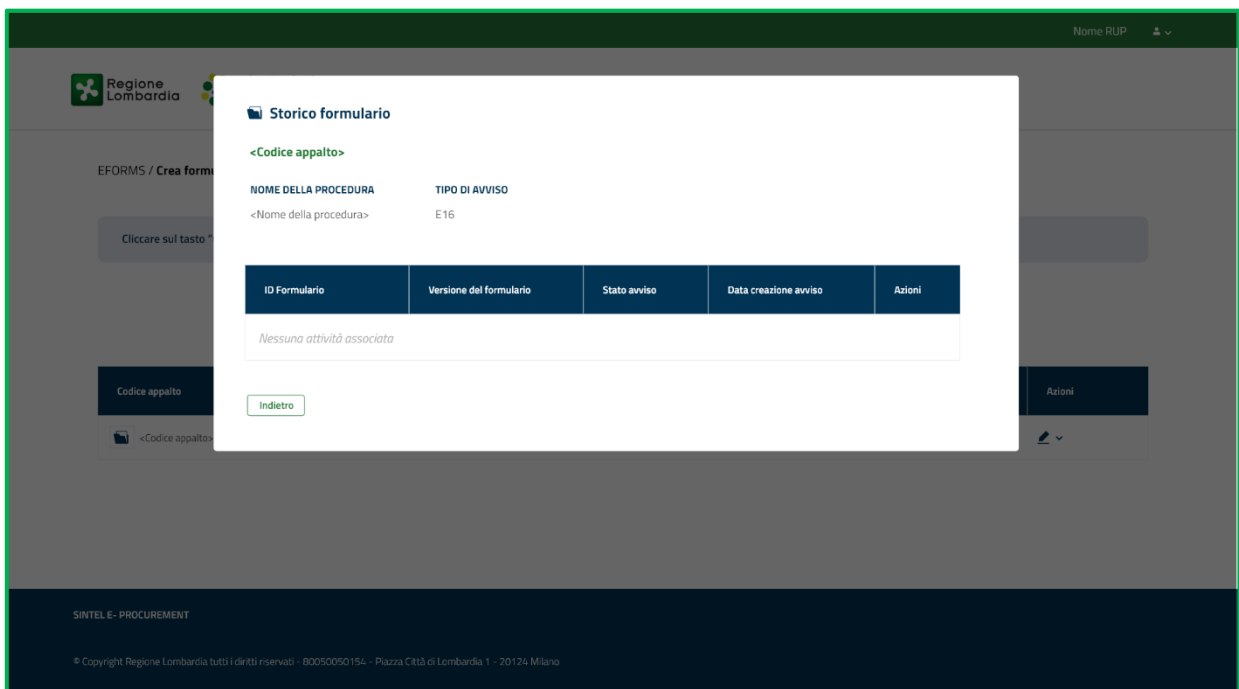 Nome RUP
Regione
Lombardia
Storico formulario
<Codice appalto>
EFORMS / Crea formu
NOME DELLA PROCEDURA TIPO DI AVVISO
<Nome della procedura> E16
Cliccare sul tasto "
ID Formulario Versione del formulario Stato avviso Data creazione avviso Azioni
Nessuna attività associata
Codice appalto Azioni
Indietro
<Codice appalto>
SINTEL E- PROCUREMENT
© Copyright Regione Lombardia tutti i diritti riservati - 80050050154 - Piazza Città di Lombardia 1 - 20124 Milano